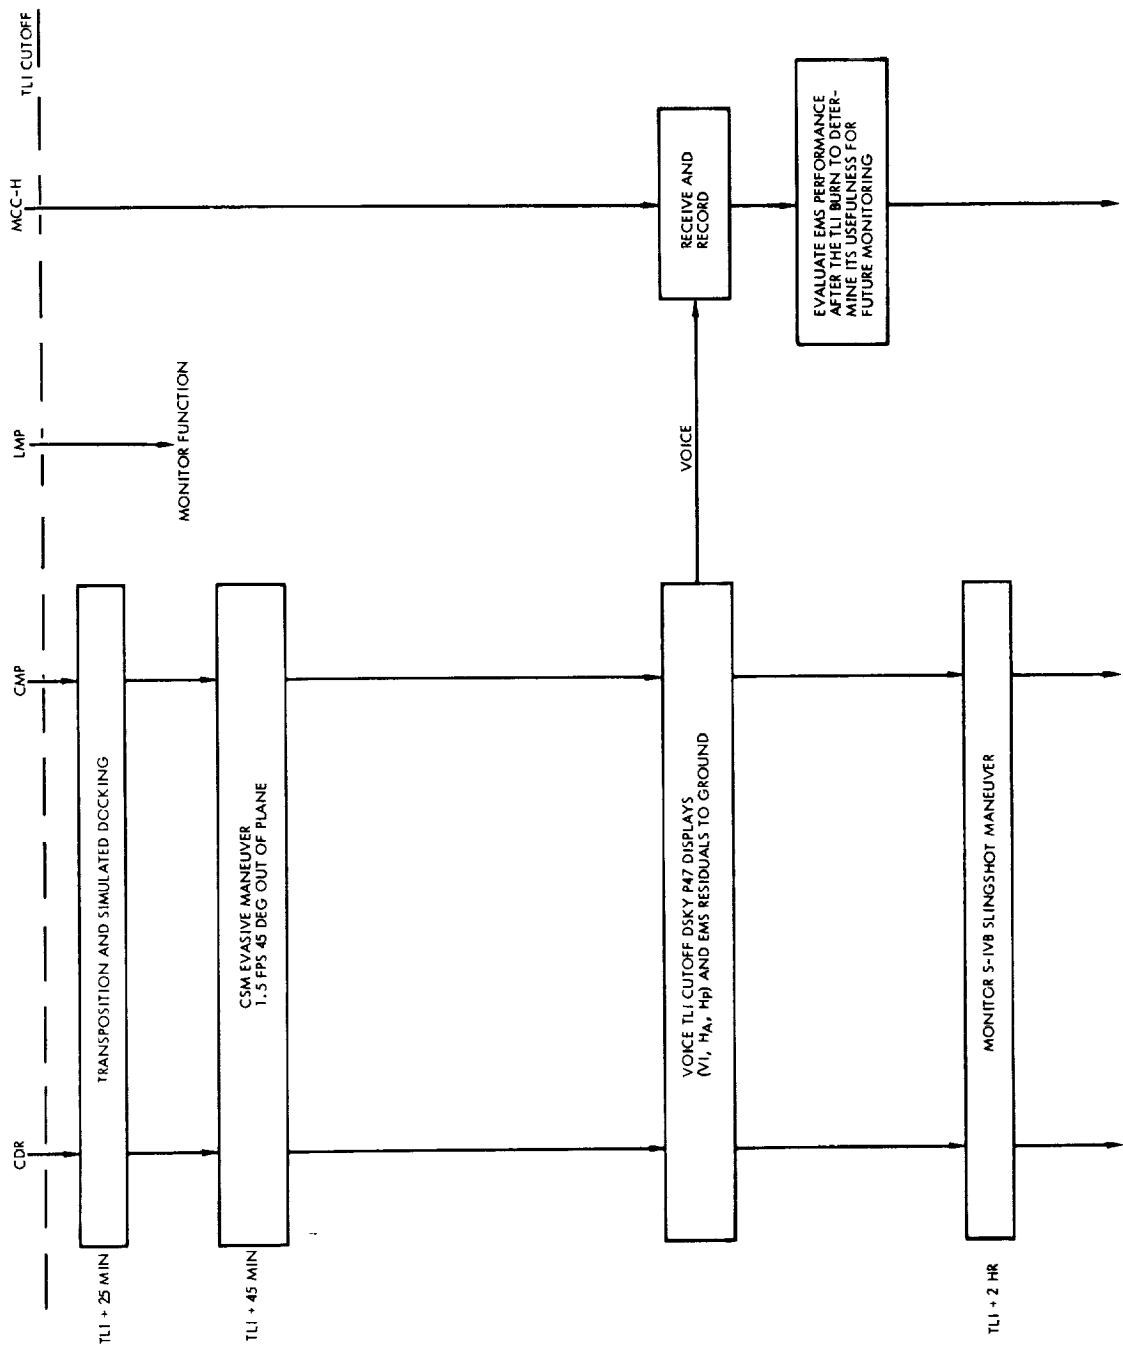 CDR
CMP
LMP
MCC-H
TLI CUTOFF
TLI + 25 MIN
TRANSPOSITION AND SIMULATED DOCKING
MONITOR FUNCTION
TLI + 45 MIN
CSM EVASIVE MANEUVER
1.5 FPS 45 DEG OUT OF PLANE
VOICE TLI CUTOFF DSKY P47 DISPLAYS
(VI, HA, Hp) AND EMS RESIDUALS TO GROUND
VOICE
RECEIVE AND
RECORD
EVALUATE EMS PERFORMANCE
AFTER THE TLI BURN TO DETER-
MINE ITS USEFULNESS FOR
FUTURE MONITORING
TLI + 2 HR
MONITOR S-IVB SLINGSHOT MANEUVER